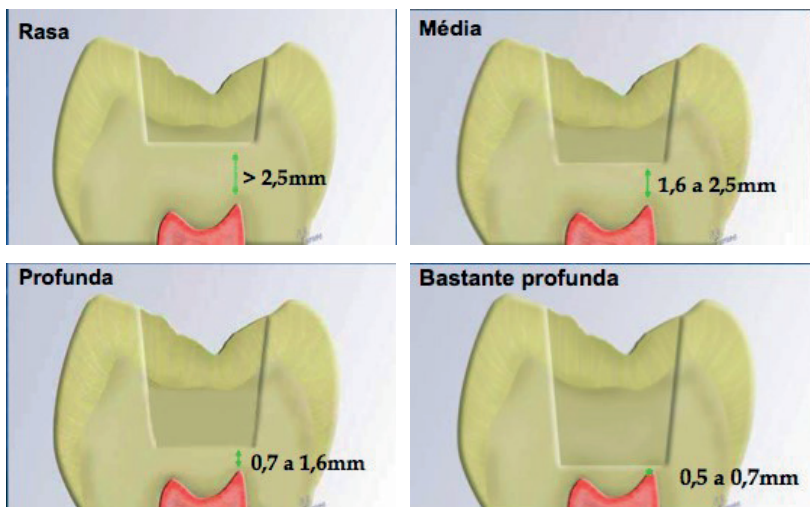 Rasa
> 2,5mm
Média
1,6 a 2,5mm
Profunda
0,7 a 1,6mm
Bastante profunda
0,5 a 0,7mm